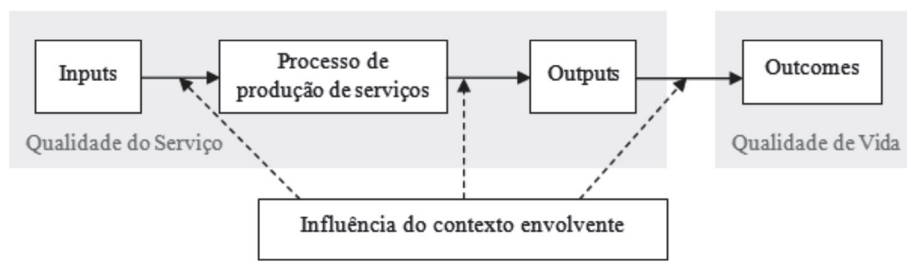 Inputs
Processo de
produção de serviços
Outputs
Outcomes
Qualidade do Serviço
Qualidade de Vida
Influência do contexto envolvente